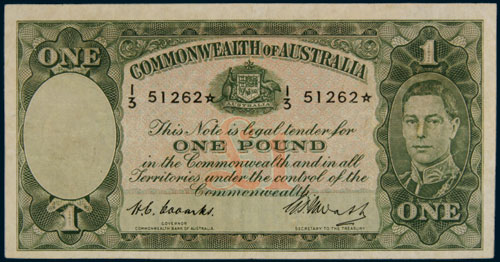 ONE
COMMONWEALTH OF AUSTRALIA
1
AUSTRALIA
I/3 51262☆ I/3 51262☆
This Note is legal tender for
ONE POUND
in the Commonwealth and in all
Territories under the control of the
Commonwealth.
£1
H.C. Coombs.
GOVERNOR
COMMONWEALTH BANK OF AUSTRALIA
SECRETARY TO THE TREASURY
1
ONE